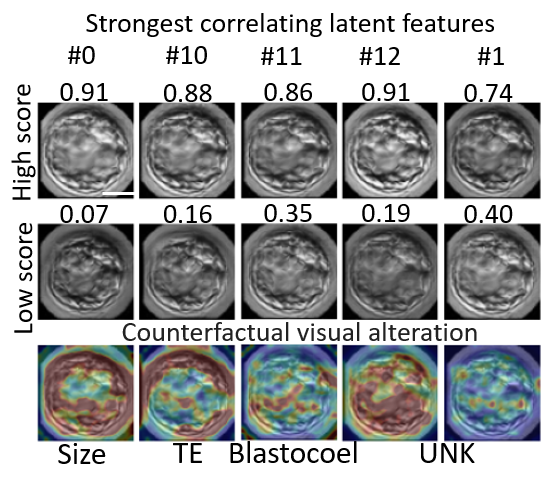 Strongest correlating latent features
#0 #10 #11 #12 #1
0.91 0.88 0.86 0.91 0.74
High score
0.07 0.16 0.35 0.19 0.40
Low score
Counterfactual visual alteration
Size TE Blastocoel UNK